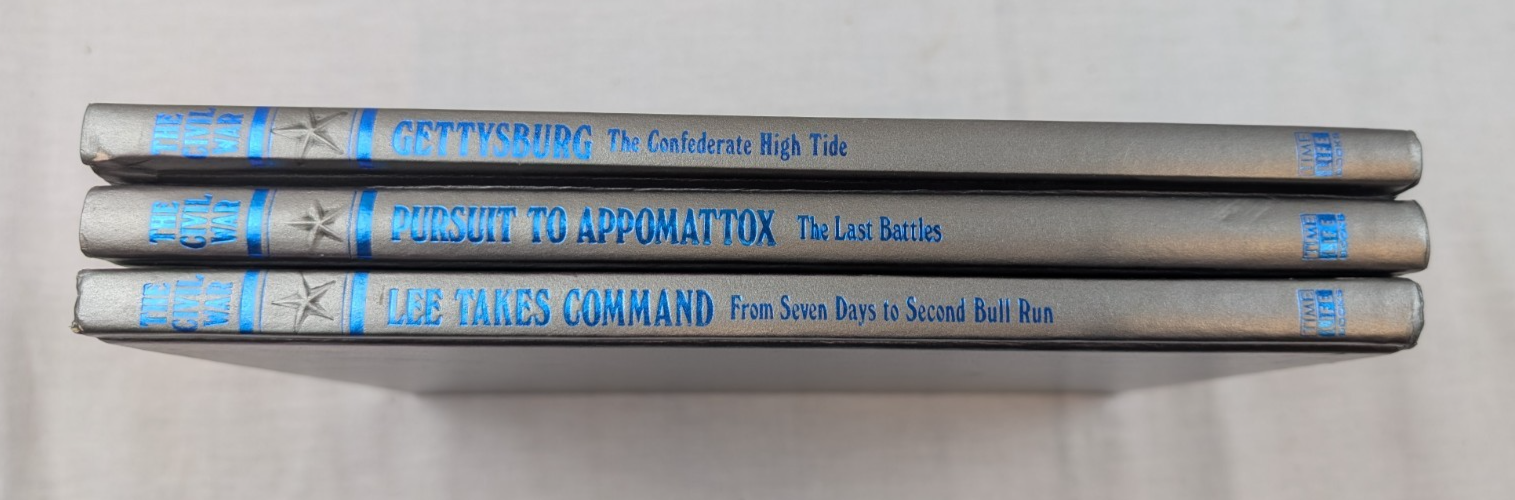 THE CIVIL WAR GETTYSBURG The Confederate High Tide TIME LIFE BOOKS
THE CIVIL WAR PURSUIT TO APPOMATTOX The Last Battles TIME LIFE BOOKS
THE CIVIL WAR LEE TAKES COMMAND From Seven Days to Second Bull Run TIME LIFE BOOKS